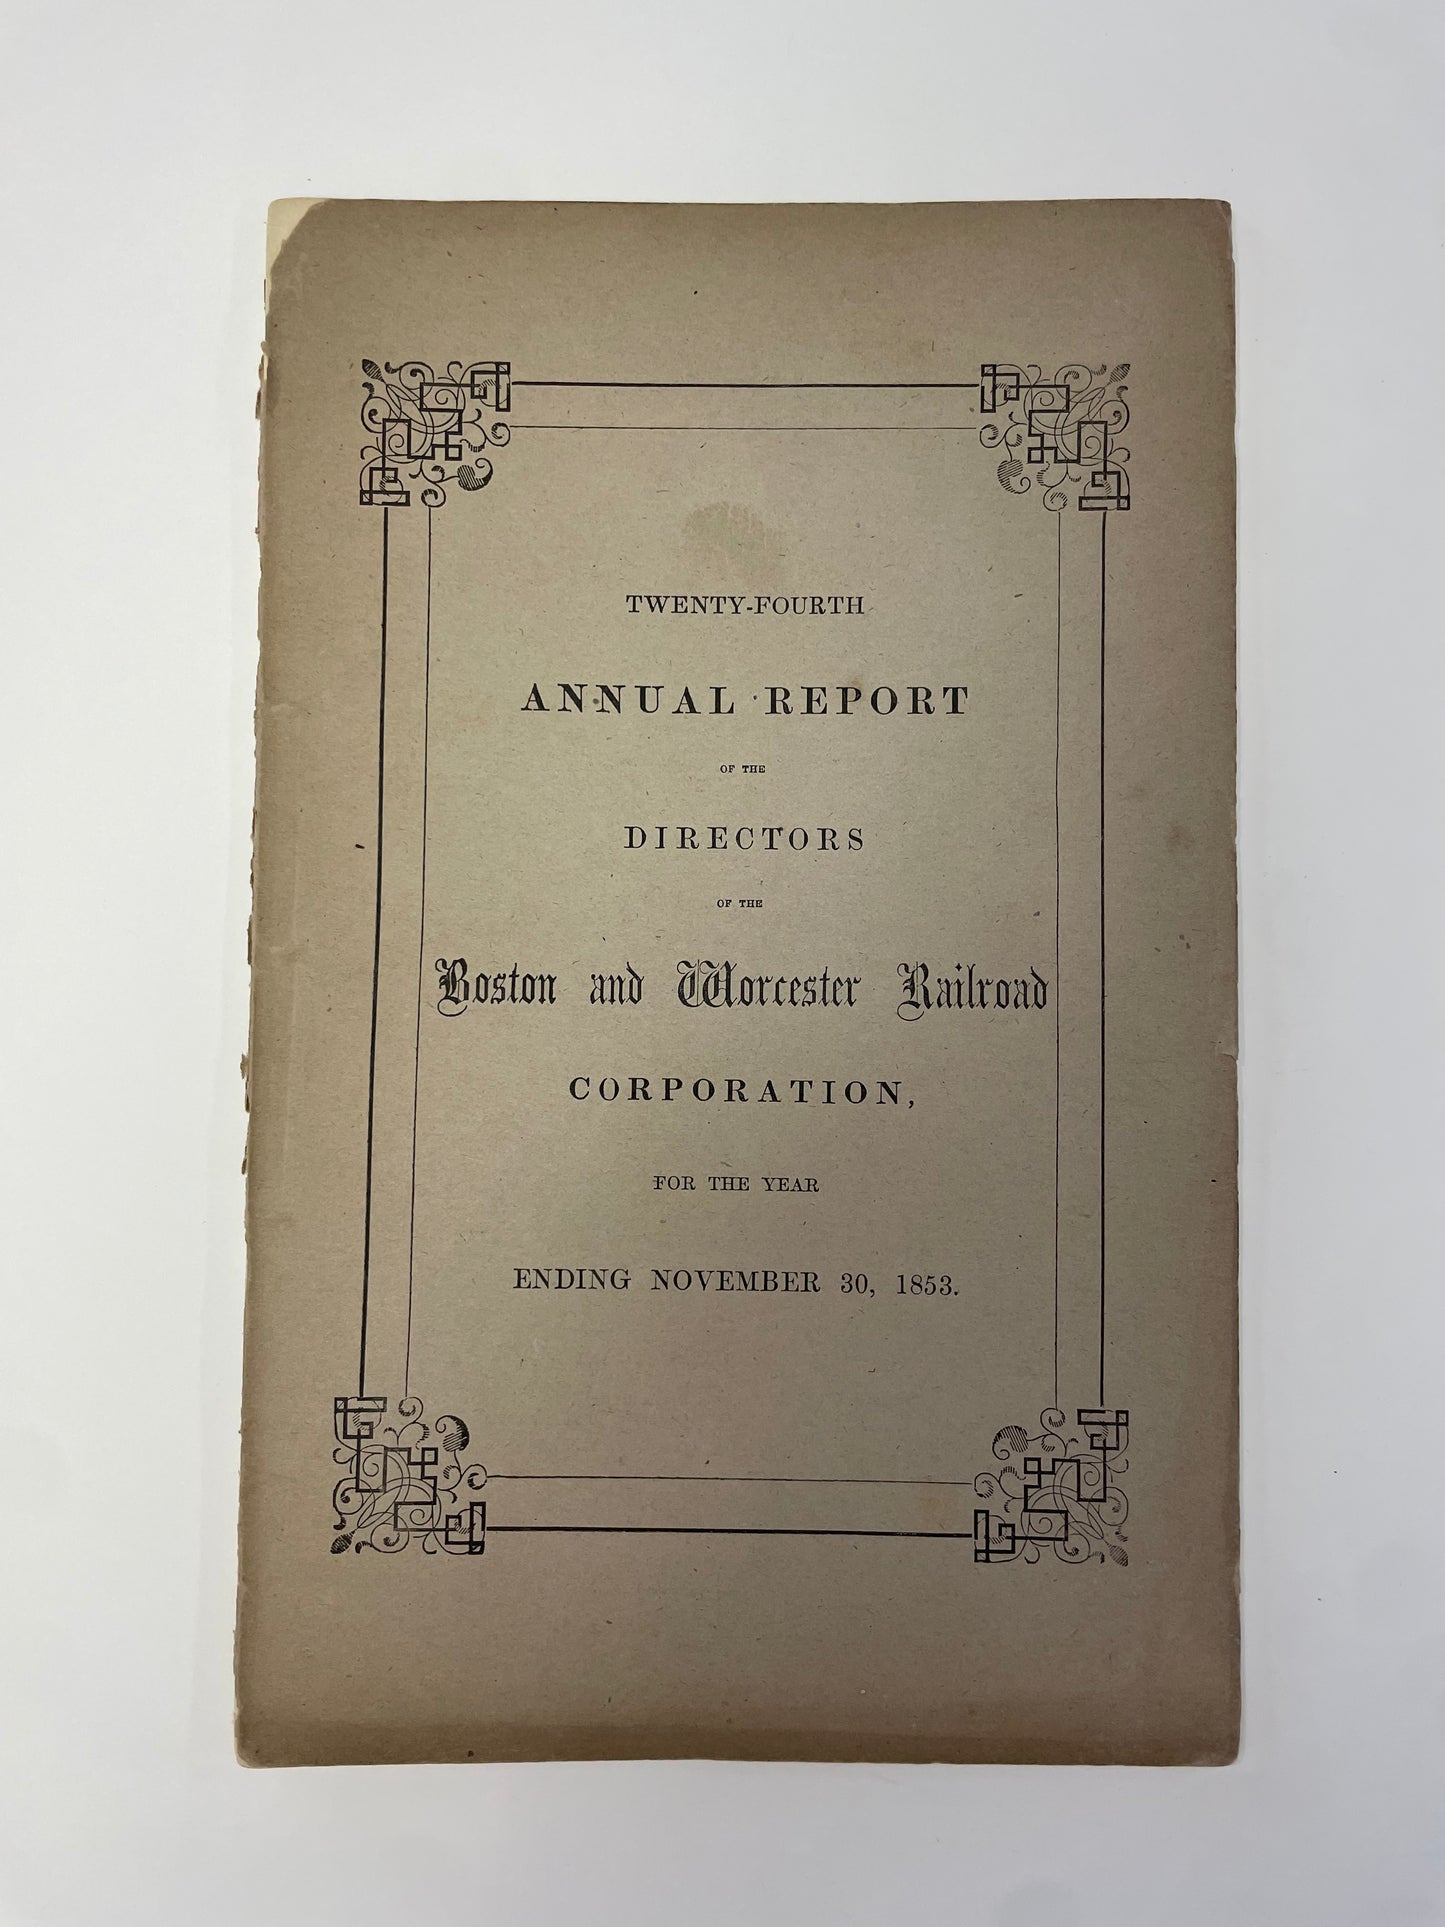 TWENTY-FOURTH
ANNUAL REPORT
OF THE
DIRECTORS
OF THE
Boston and Worcester Railroad
CORPORATION,
FOR THE YEAR
ENDING NOVEMBER 30, 1853.